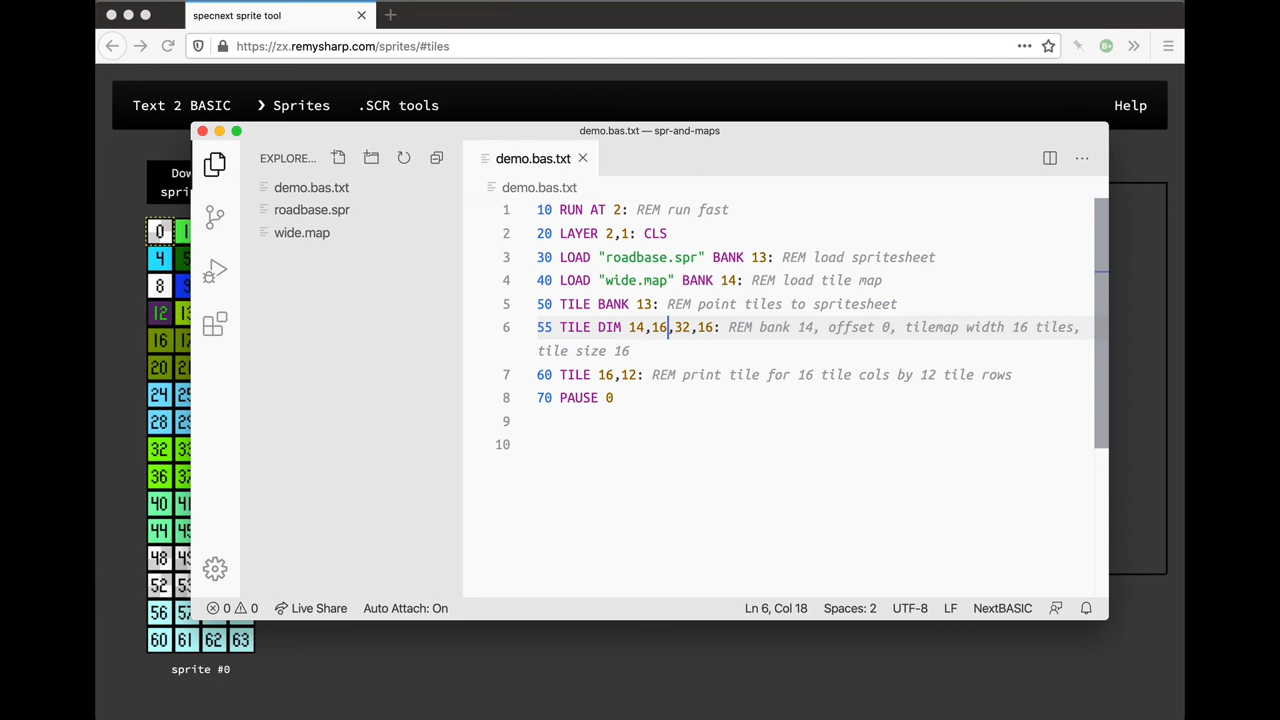 specnext sprite tool
https://zx.remysharp.com/sprites/#tiles
Text 2 BASIC
❯ Sprites
.SCR tools
Help
demo.bas.txt — spr-and-maps
EXPLORE...
demo.bas.txt
roadbase.spr
wide.map
demo.bas.txt
demo.bas.txt
1 10 RUN AT 2: REM run fast
2 20 LAYER 2,1: CLS
3 30 LOAD "roadbase.spr" BANK 13: REM load spritesheet
4 40 LOAD "wide.map" BANK 14: REM load tile map
5 50 TILE BANK 13: REM point tiles to spritesheet
6 55 TILE DIM 14,16,32,16: REM bank 14, offset 0, tilemap width 16 tiles,
tile size 16
7 60 TILE 16,12: REM print tile for 16 tile cols by 12 tile rows
8 70 PAUSE 0
9
10
0
4
8
12
16
20
24
28
32
36
40
44
48
52
56
60 61 62 63
sprite #0
0 0 Live Share Auto Attach: On Ln 6, Col 18 Spaces: 2 UTF-8 LF NextBASIC